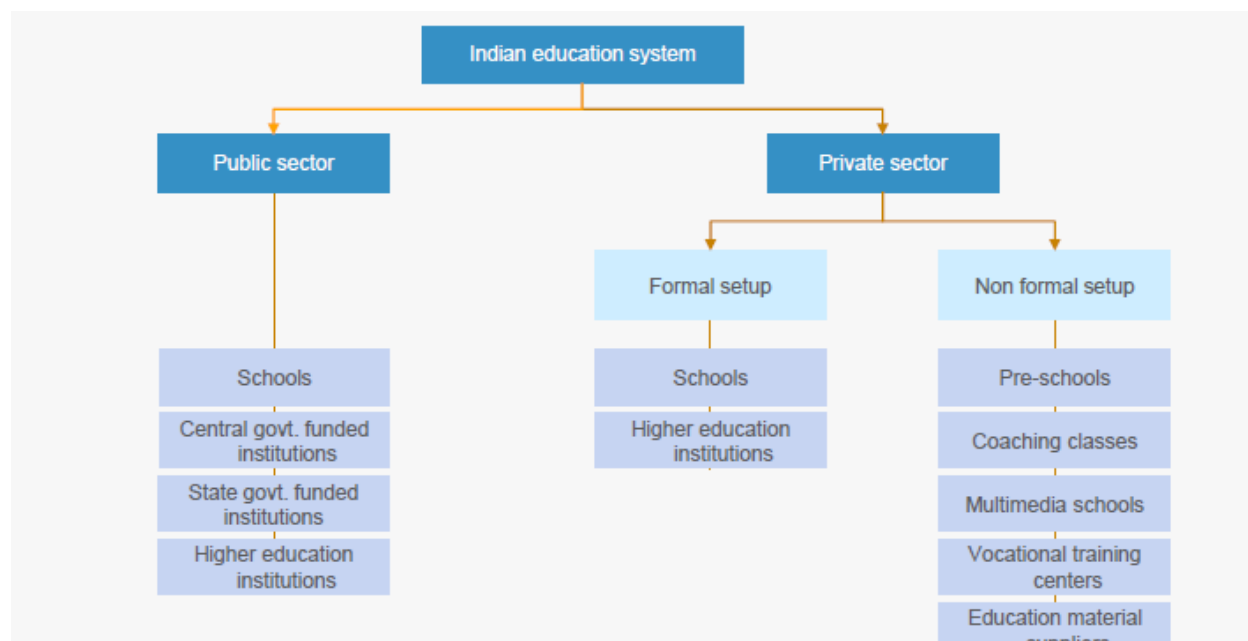 Indian education system
Public sector
Private sector
Formal setup
Non formal setup
Schools
Schools
Pre-schools
Central govt. funded
institutions
Higher education
institutions
Coaching classes
State govt. funded
institutions
Multimedia schools
Higher education
institutions
Vocational training
centers
Education material